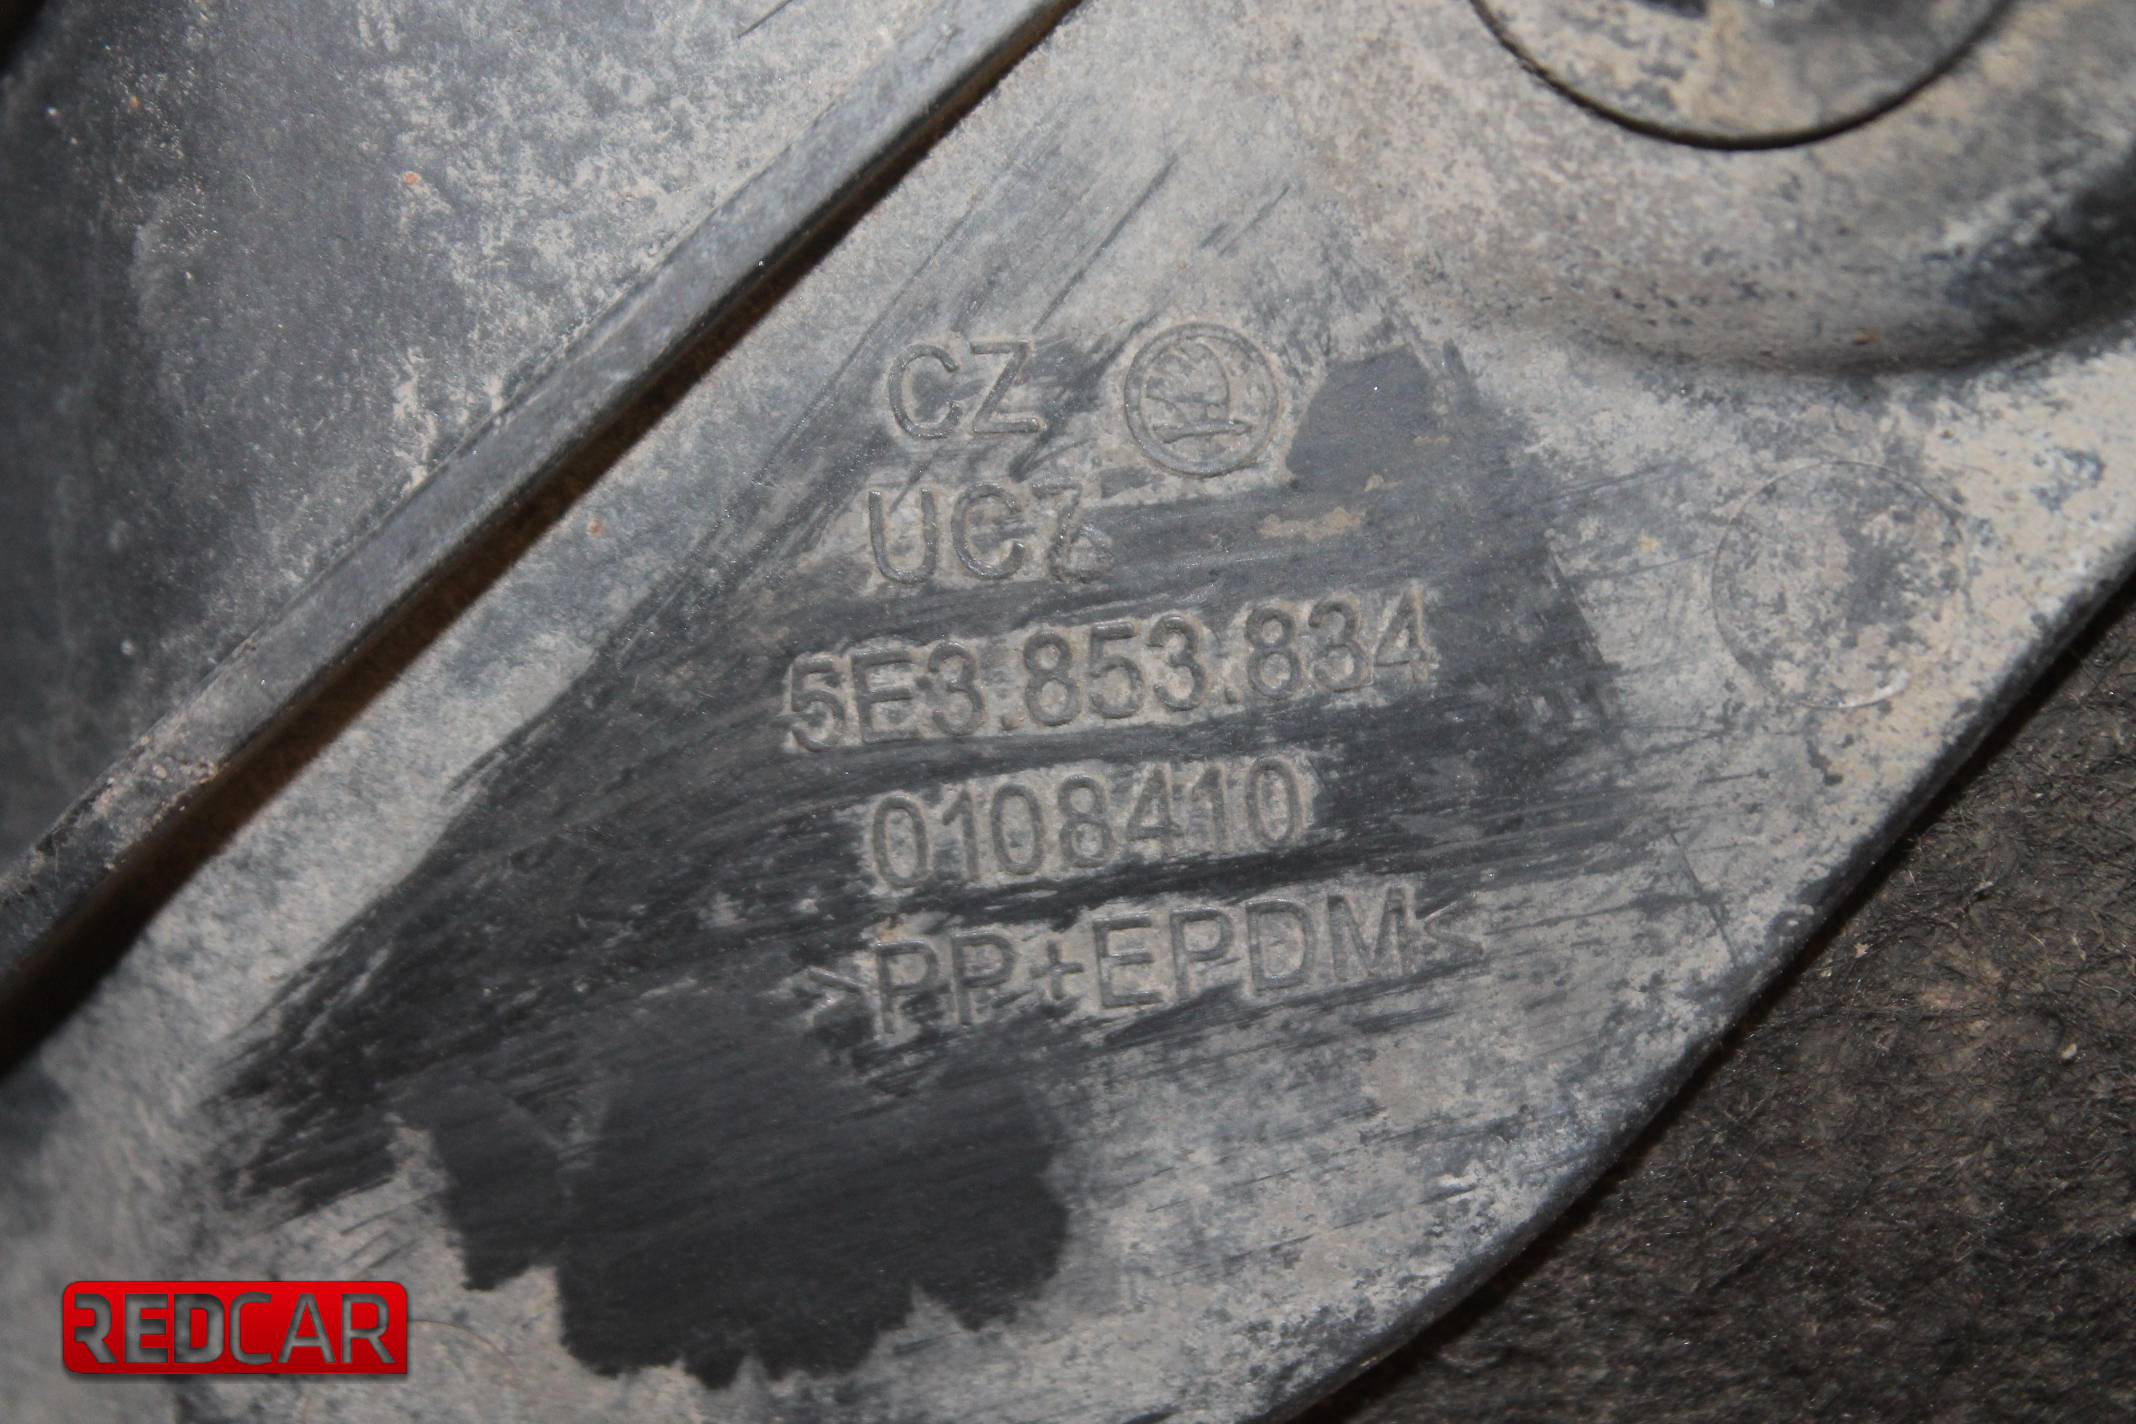 CZ
UCZ
5E3.853.834
0108410
>PP+EPDM<
REDCAR